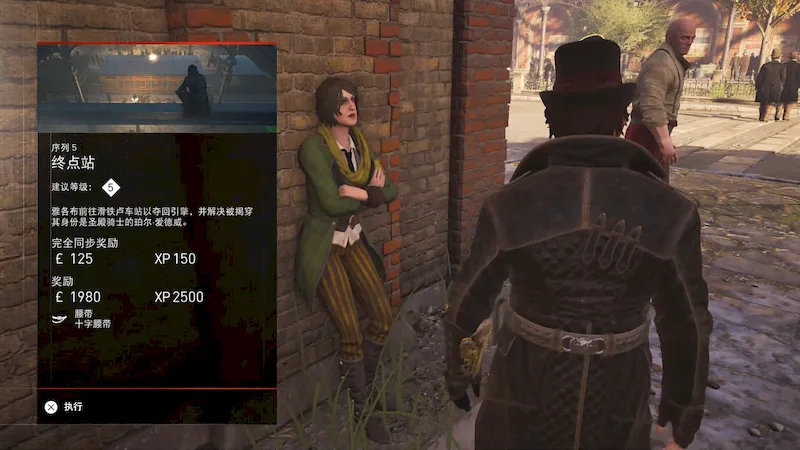 序列 5
终点站
建议等级： 5
雅各布前往滑铁卢车站以夺回引擎，并解决被揭穿
其身份是圣殿骑士的珀尔·爱德威。
完全同步奖励
£ 125 XP 150
奖励
£ 1980 XP 2500
腰带
十字腰带
执行